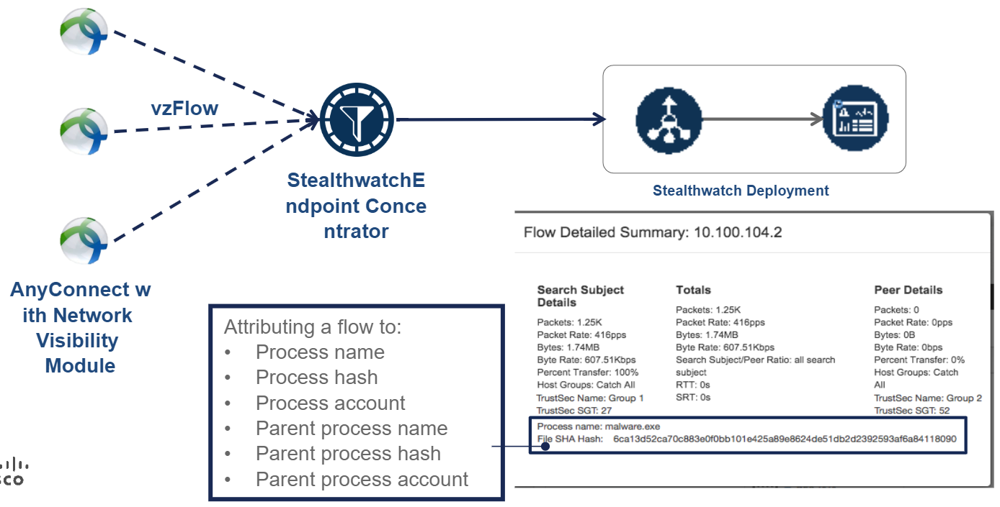 vzFlow
StealthwatchE
ndpoint Conce
ntrator
AnyConnect w
ith Network
Visibility
Module
Stealthwatch Deployment
Attributing a flow to:
• Process name
• Process hash
• Process account
• Parent process name
• Parent process hash
• Parent process account
Flow Detailed Summary: 10.100.104.2
Search Subject
Details
Packets: 1.25K
Packet Rate: 416pps
Bytes: 1.74MB
Byte Rate: 607.51Kbps
Percent Transfer: 100%
Host Groups: Catch All
TrustSec Name: Group 1
TrustSec SGT: 27
Totals
Packets: 1.25K
Packet Rate: 416pps
Bytes: 1.74MB
Byte Rate: 607.51Kbps
Search Subject/Peer Ratio: all search
subject
RTT: 0s
SRT: 0s
Peer Details
Packets: 0
Packet Rate: 0pps
Bytes: 0B
Byte Rate: 0bps
Percent Transfer: 0%
Host Groups: Catch
All
TrustSec Name: Group 2
TrustSec SGT: 52
Process name: malware.exe
File SHA Hash: 6ca13d52ca70c883e0f0bb101e425a89e8624de51db2d2392593af6a84118090
sco